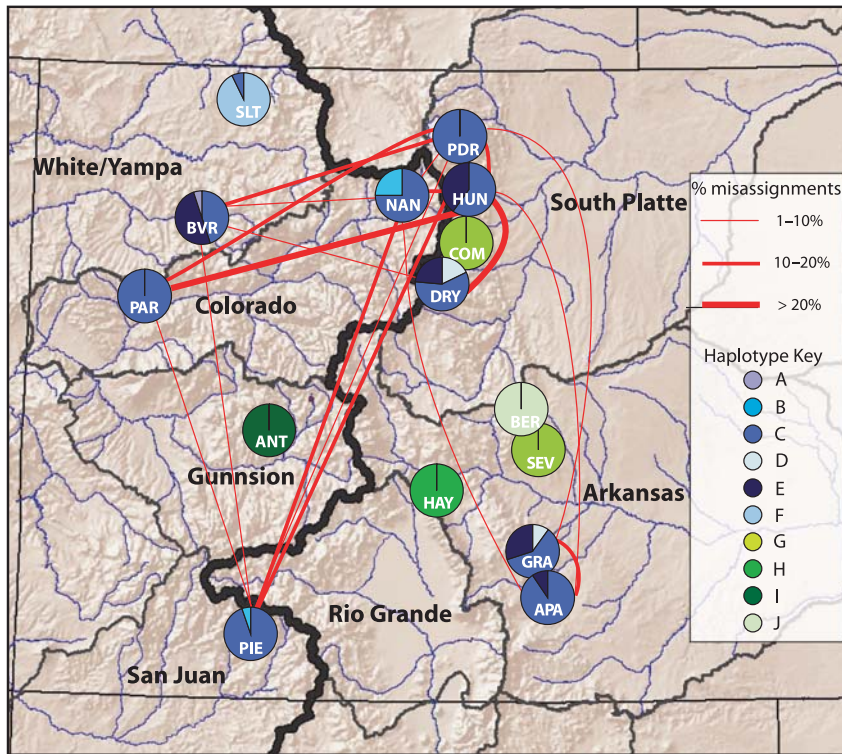 SLT
PDR
White/Yampa
NAN
HUN
South Platte
BVR
COM
DRY
PAR
Colorado
BER
ANT
SEV
Gunnsion
HAY
Arkansas
GRA
APA
Rio Grande
PIE
San Juan
% misassignments
1–10%
10–20%
> 20%
Haplotype Key
A
B
C
D
E
F
G
H
I
J